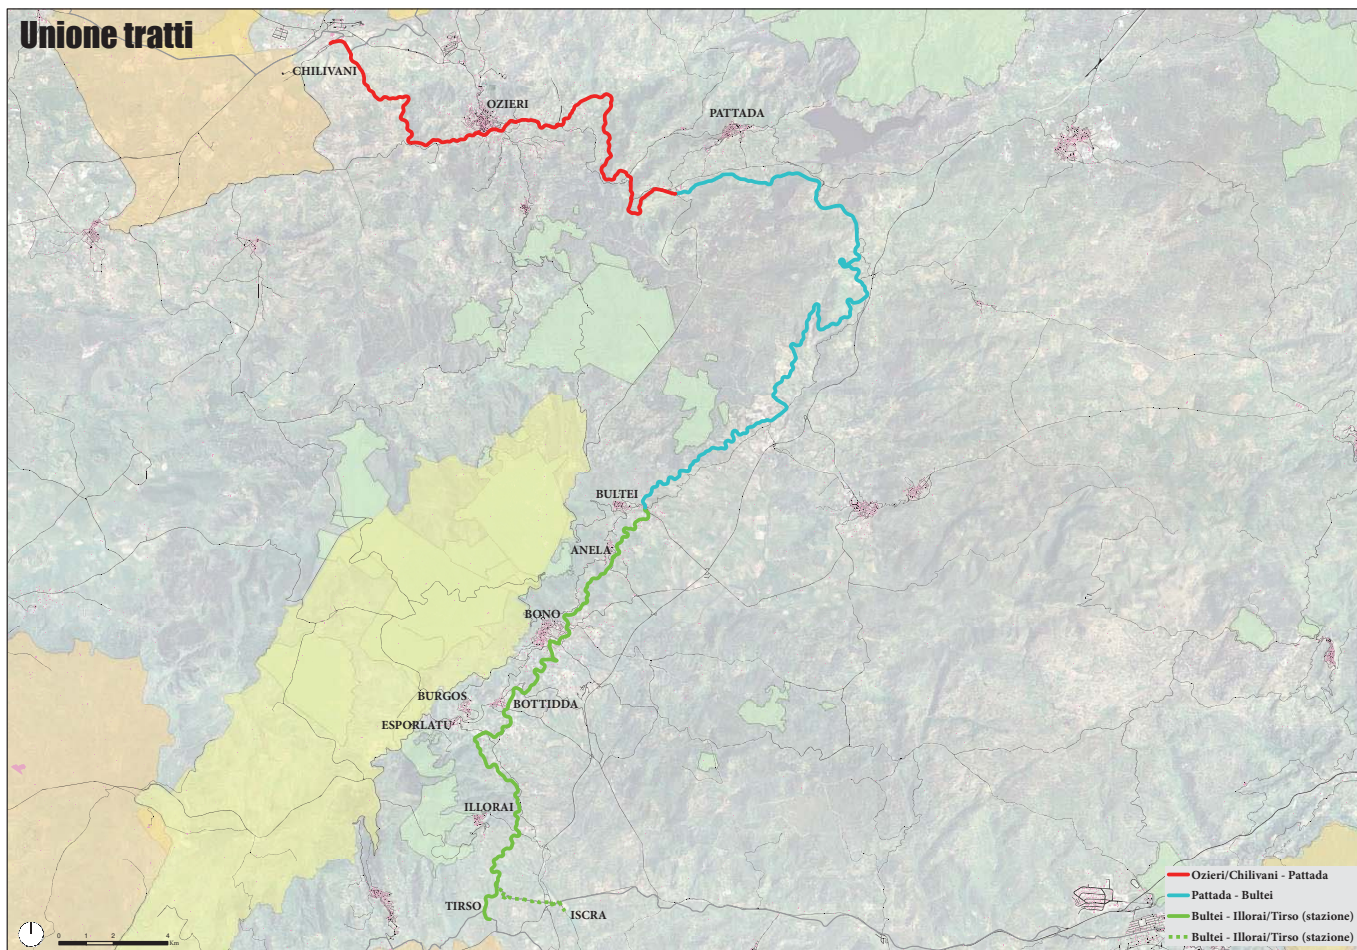 Unione tratti
CHILIVANI
OZIERI
PATTADA
BULTEI
ANELA
BONO
BURGOS
BOTTIDDA
ESPORLATU
ILLORAI
TIRSO
ISCRA
Ozieri/Chilivani - Pattada
Pattada - Bultei
Bultei - Illorai/Tirso (stazione)
Bultei - Illorai/Tirso (stazione)
0 1 2 4
Km